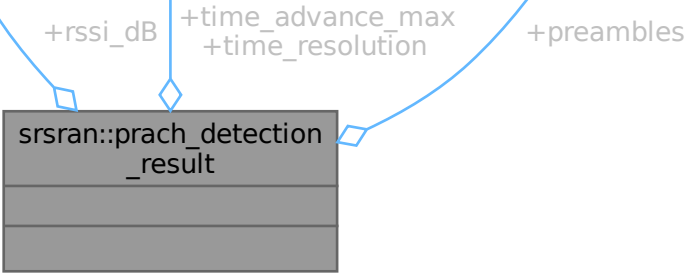 +rssi_dB
+time_advance_max
+time_resolution
+preambles
srsran::prach_detection
_result